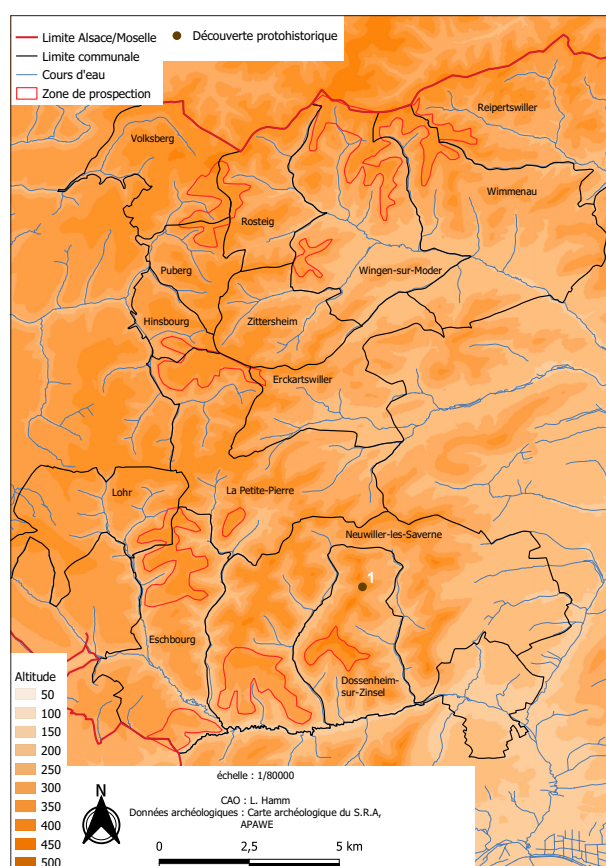 Limite Alsace/Moselle
Découverte protohistorique
Limite communale
Cours d'eau
Zone de prospection
Reipertswiller
Volksberg
Wimmenau
Rosteig
Puberg
Wingen-sur-Moder
Hinsbourg
Zittersheim
Erckartswiller
Lohr
La Petite-Pierre
Neuwiller-les-Saverne
1
Eschbourg
Dossenheim-
sur-Zinsel
Altitude
50
100
150
200
250
300
350
400
450
500
échelle : 1/80000
N
CAO : L. Hamm
Données archéologiques : Carte archéologique du S.R.A,
APAWE
0 2,5 5 km